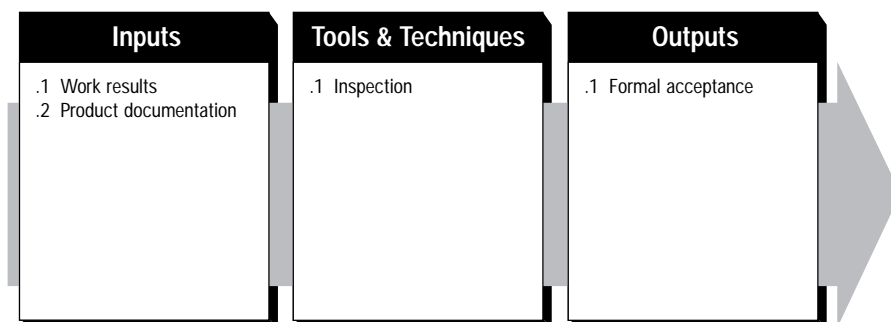 Inputs
.1 Work results
.2 Product documentation
Tools & Techniques
.1 Inspection
Outputs
.1 Formal acceptance